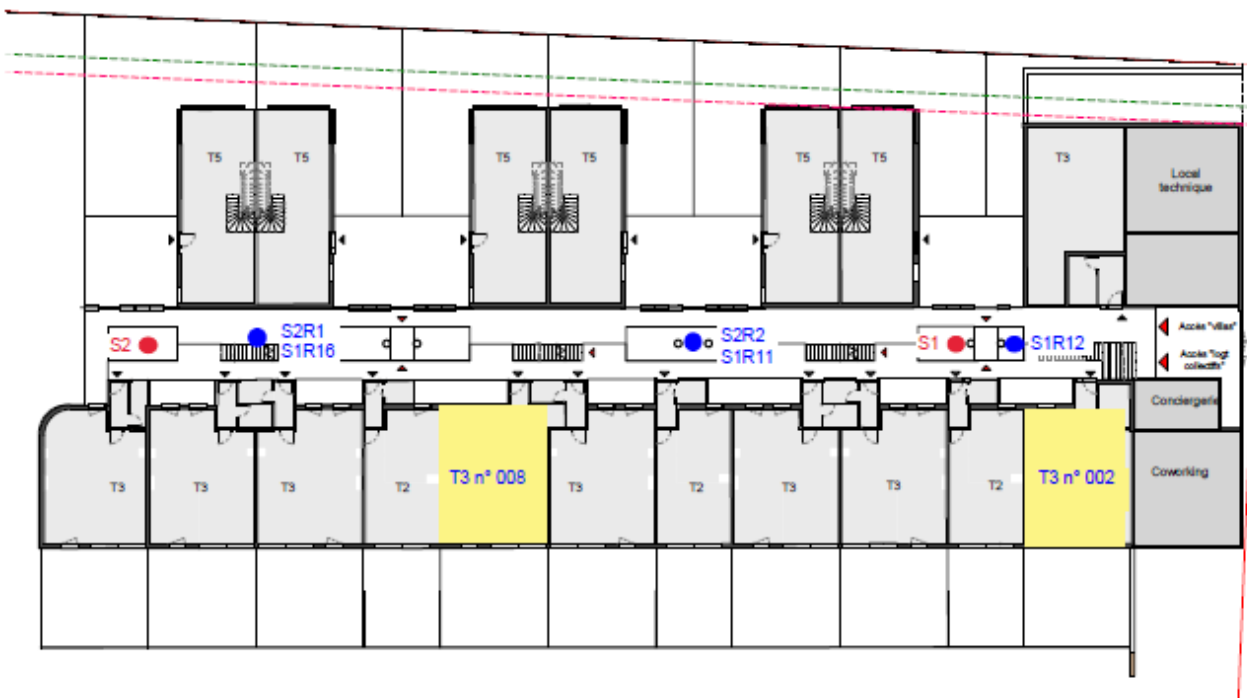 T5
T5
T5
T5
T5
T5
T3
Local
technique
S2
S2R1
S1R16
S2R2
S1R11
S1
S1R12
Accès "villas"
Accès "logt
collectifs"
Conciergerie
T3
T3
T3
T2
T3 n° 008
T3
T2
T3
T3
T2
T3 n° 002
Coworking